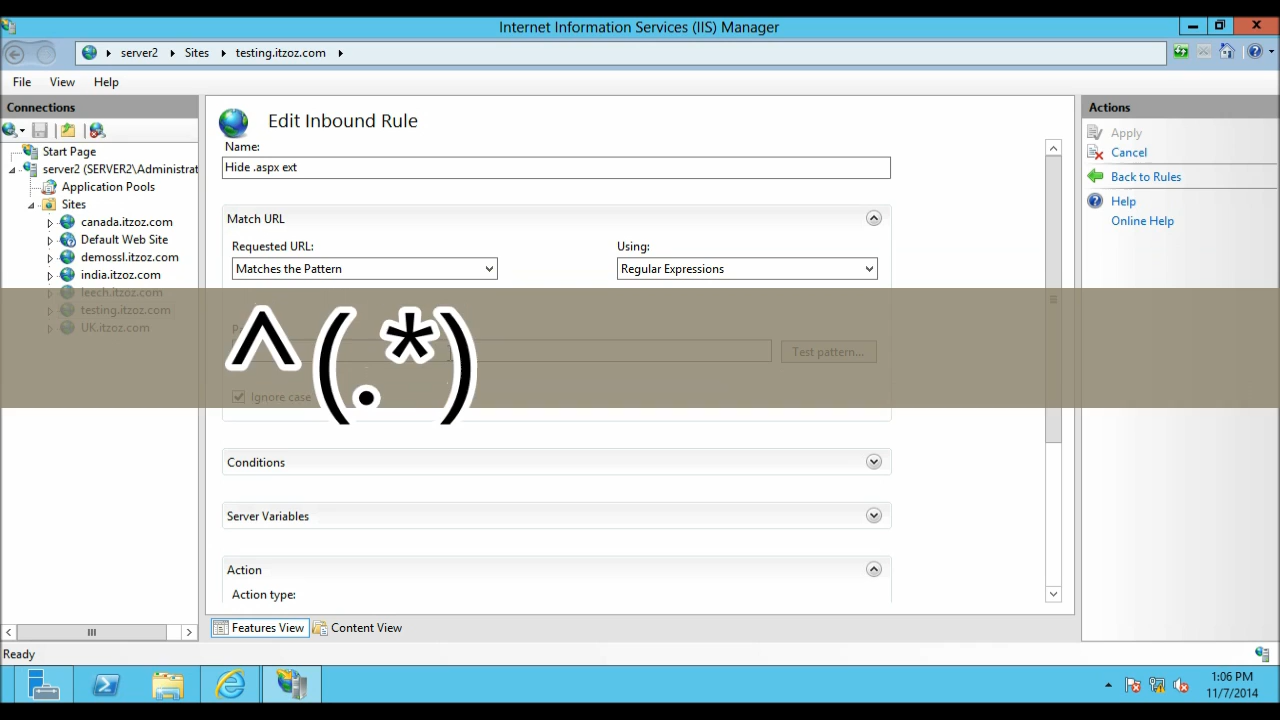 Internet Information Services (IIS) Manager
server2
Sites
testing.itzoz.com
File View Help
Connections
Start Page
server2 (SERVER2\Administrat
Application Pools
Sites
canada.itzoz.com
Default Web Site
demossl.itzoz.com
india.itzoz.com
leech.itzoz.com
testing.itzoz.com
UK.itzoz.com
Edit Inbound Rule
Name:
Hide .aspx ext
Match URL
Requested URL:
Using:
Matches the Pattern
Regular Expressions
^(.*)
Test pattern...
Ignore case
Conditions
Server Variables
Action
Action type:
Features View
Content View
Actions
Apply
Cancel
Back to Rules
Help
Online Help
Ready
1:06 PM
11/7/2014